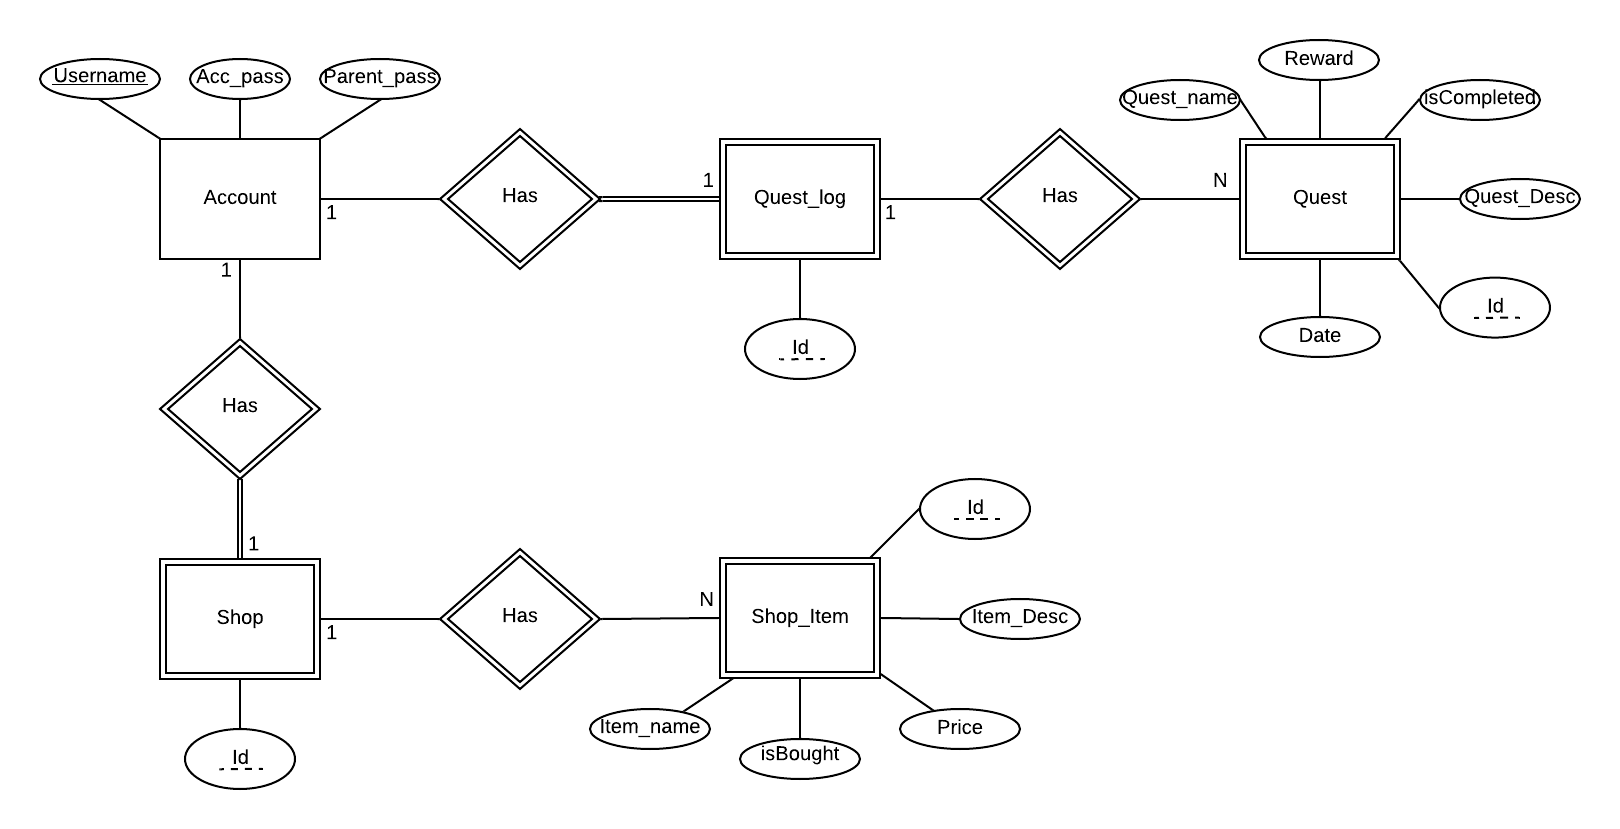 Reward
Username
Acc_pass
Parent_pass
Quest_name
isCompleted
Account
Has
1
Quest_log
Has
N
Quest
Quest_Desc
1
1
1
Id
Id
Date
Has
1
Id
Shop
Has
N
Shop_Item
Item_Desc
1
Item_name
Price
Id
isBought